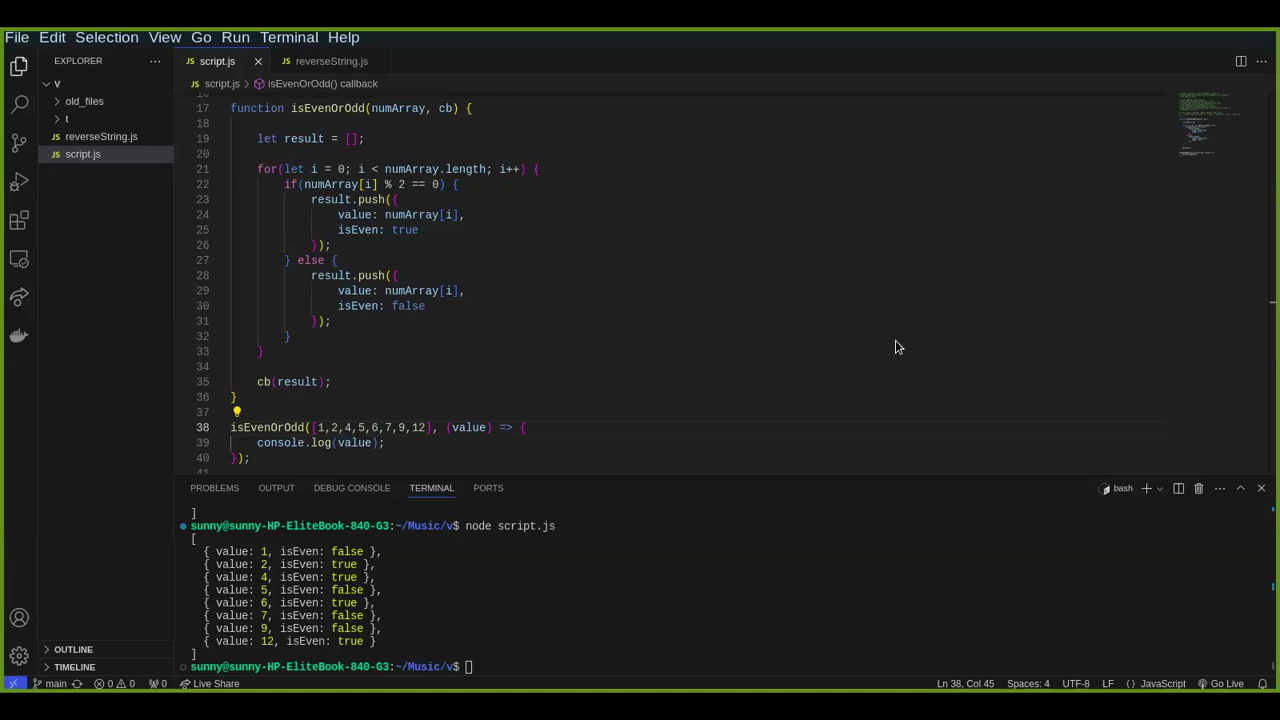 File Edit Selection View Go Run Terminal Help
EXPLORER
script.js
reverseString.js
V
script.js > isEvenOrOdd() callback
old_files
t
reverseString.js
script.js
17 function isEvenOrOdd(numArray, cb) {
18
19 let result = [];
20
21 for(let i = 0; i < numArray.length; i++) {
22 if(numArray[i] % 2 == 0) {
23 result.push({
24 value: numArray[i],
25 isEven: true
26 });
27 } else {
28 result.push({
29 value: numArray[i],
30 isEven: false
31 });
32 }
33 }
34
35 cb(result);
36 }
37
38 isEvenOrOdd([1,2,4,5,6,7,9,12], (value) => {
39 console.log(value);
40 });
41
PROBLEMS OUTPUT DEBUG CONSOLE TERMINAL PORTS
bash
]
sunny@sunny-HP-EliteBook-840-G3:~/Music/v$ node script.js
[
{ value: 1, isEven: false },
{ value: 2, isEven: true },
{ value: 4, isEven: true },
{ value: 5, isEven: false },
{ value: 6, isEven: true },
{ value: 7, isEven: false },
{ value: 9, isEven: false },
{ value: 12, isEven: true }
]
sunny@sunny-HP-EliteBook-840-G3:~/Music/v$
OUTLINE
TIMELINE
main 0 0 0 Live Share Ln 38, Col 45 Spaces: 4 UTF-8 LF {} JavaScript Go Live